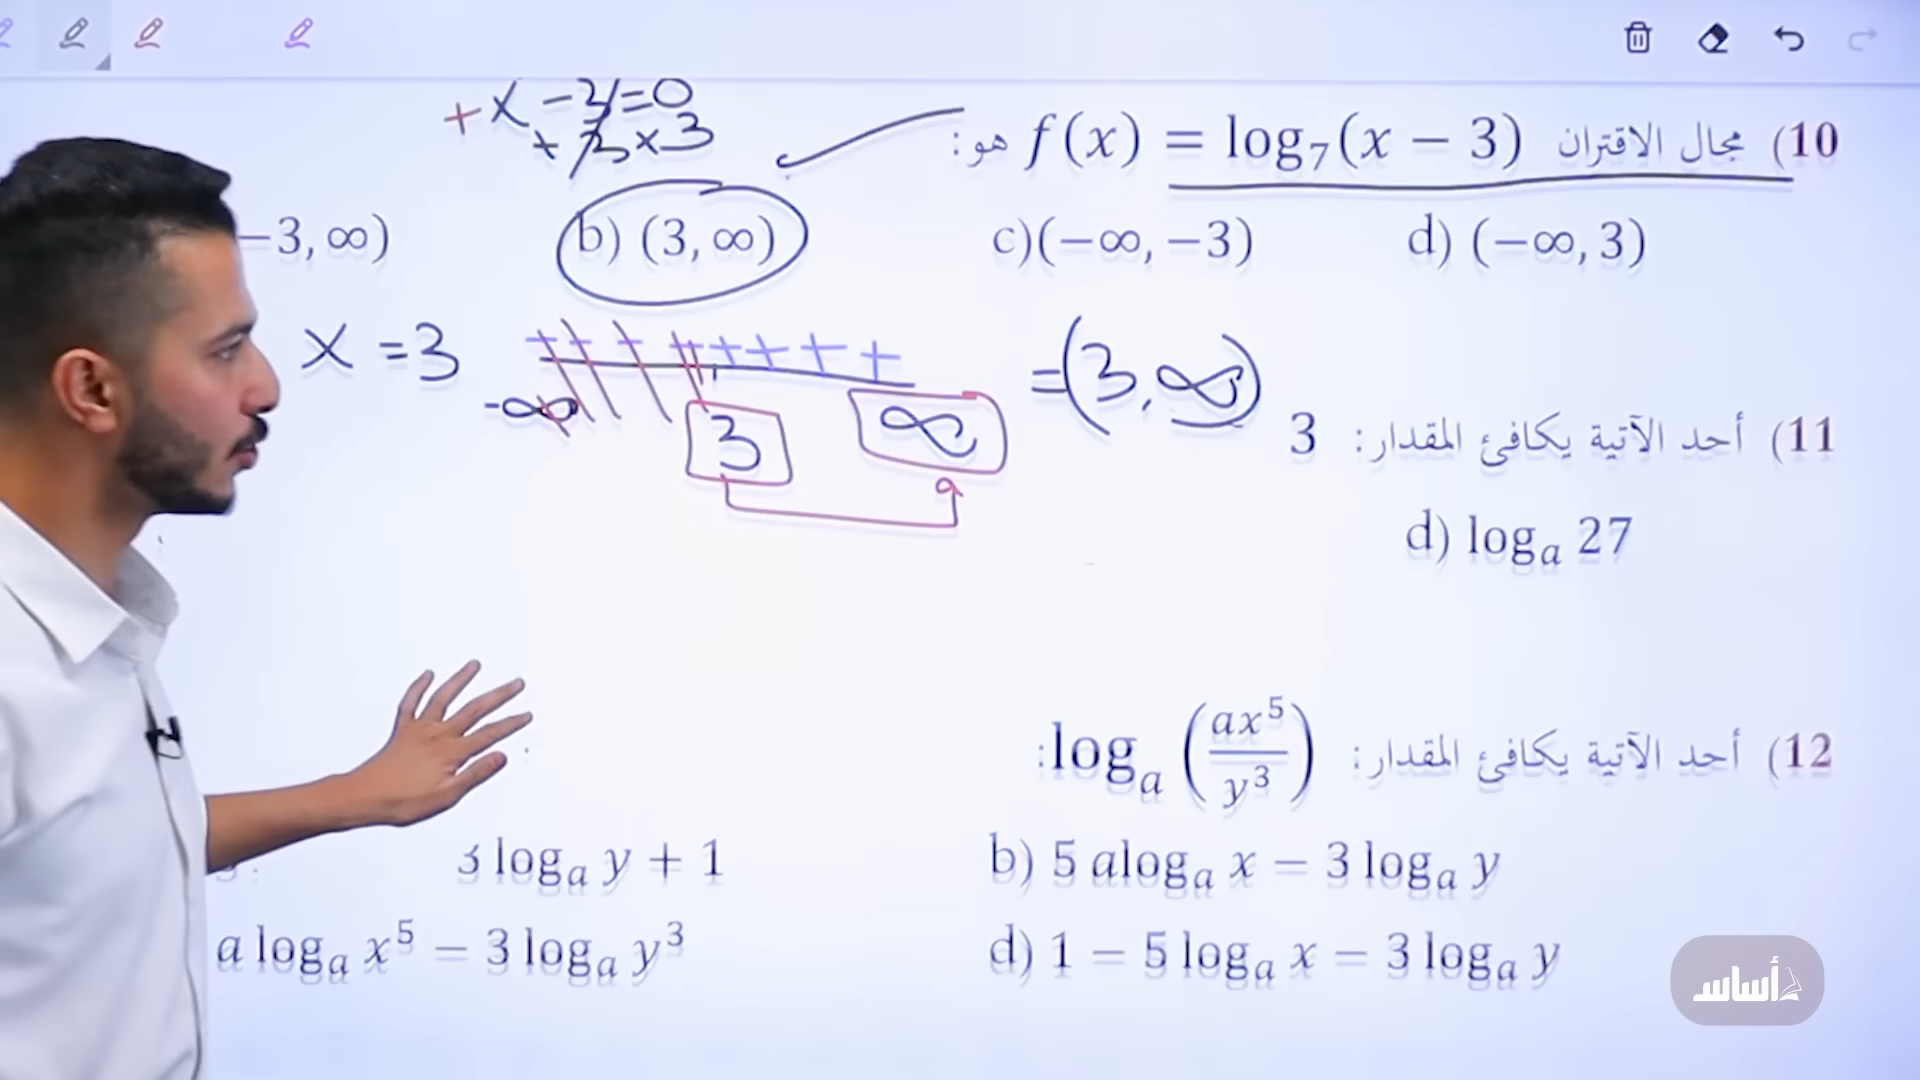 +x - 3 = 0
+ 3 x 3
10) مجال الاقتران f(x) = log₇(x − 3) هو:
−3, ∞)
b) (3, ∞)
c)(−∞, −3)
d) (−∞, 3)
x = 3
+ + + + + + + +
-∞ 3 ∞
=(3, ∞)
11) أحد الآتية يكافئ المقدار: 3
d) logₐ 27
12) أحد الآتية يكافئ المقدار: logₐ (ax⁵/y³):
3 logₐ y + 1
b) 5 alogₐ x − 3 logₐ y
a logₐ x⁵ − 3 logₐ y³
d) 1 − 5 logₐ x − 3 logₐ y
أساس